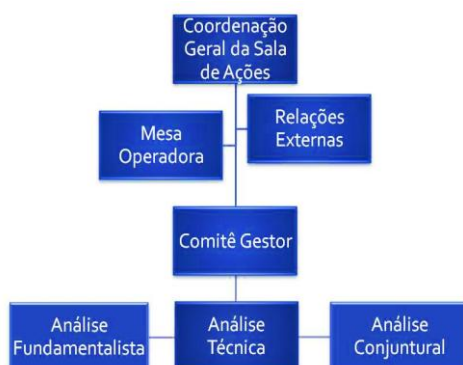 Coordenação
Geral da Sala
de Ações
Mesa
Operadora
Relações
Externas
Comitê Gestor
Análise
Fundamentalista
Análise
Técnica
Análise
Conjuntural